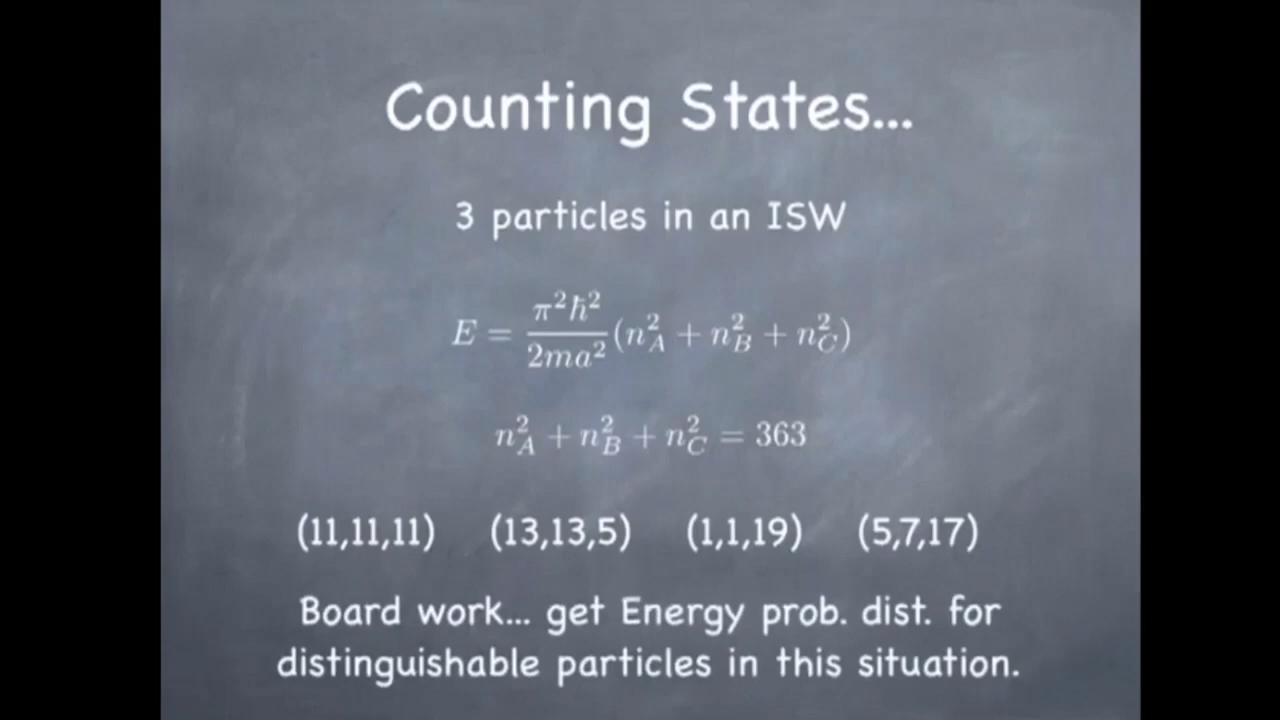 Counting States...
3 particles in an ISW
$E = \frac{\pi^2 \hbar^2}{2ma^2}(n_A^2 + n_B^2 + n_C^2)$
$n_A^2 + n_B^2 + n_C^2 = 363$
(11,11,11) (13,13,5) (1,1,19) (5,7,17)
Board work... get Energy prob. dist. for
distinguishable particles in this situation.